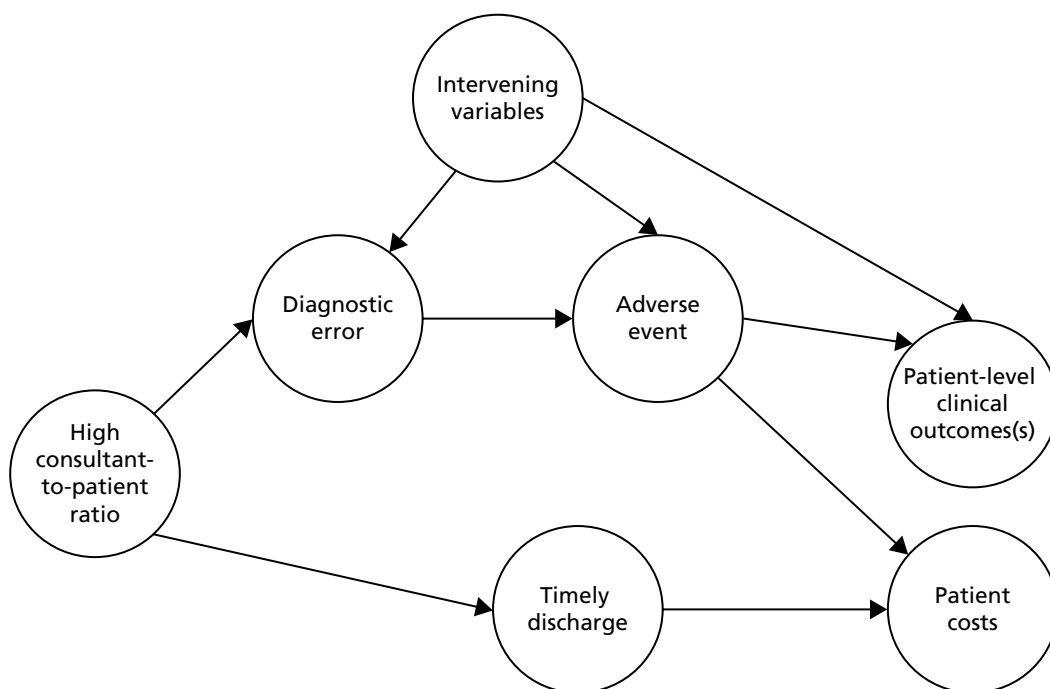 Intervening
variables
Diagnostic
error
Adverse
event
Patient-level
clinical
outcomes(s)
High
consultant-
to-patient
ratio
Timely
discharge
Patient
costs